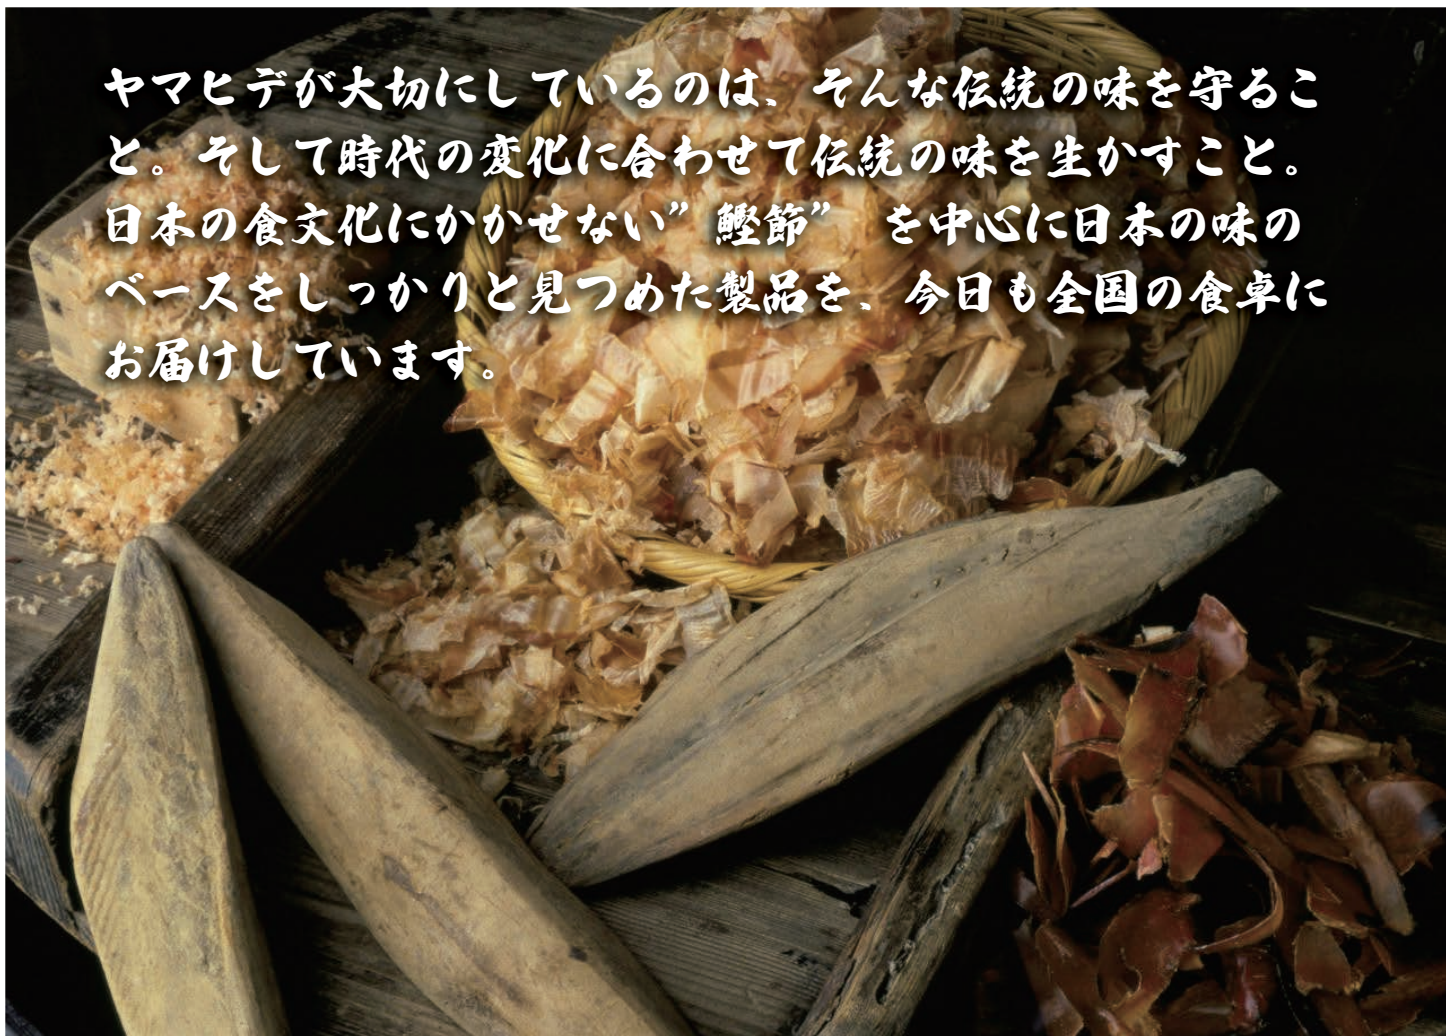 ヤマヒデが大切にしているのは、そんな伝統の味を守るこ
と。そして時代の変化に合わせて伝統の味を生かすこと。
日本の食文化にかかせない”鰹節”　を中心に日本の味の
ベースをしっかりと見つめた製品を、今日も全国の食卓に
お届けしています。